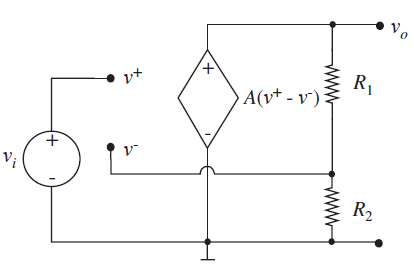 v⁺
v⁻
vᵢ
+
-
+
-
A(v⁺ - v⁻)
R₁
R₂
vₒ